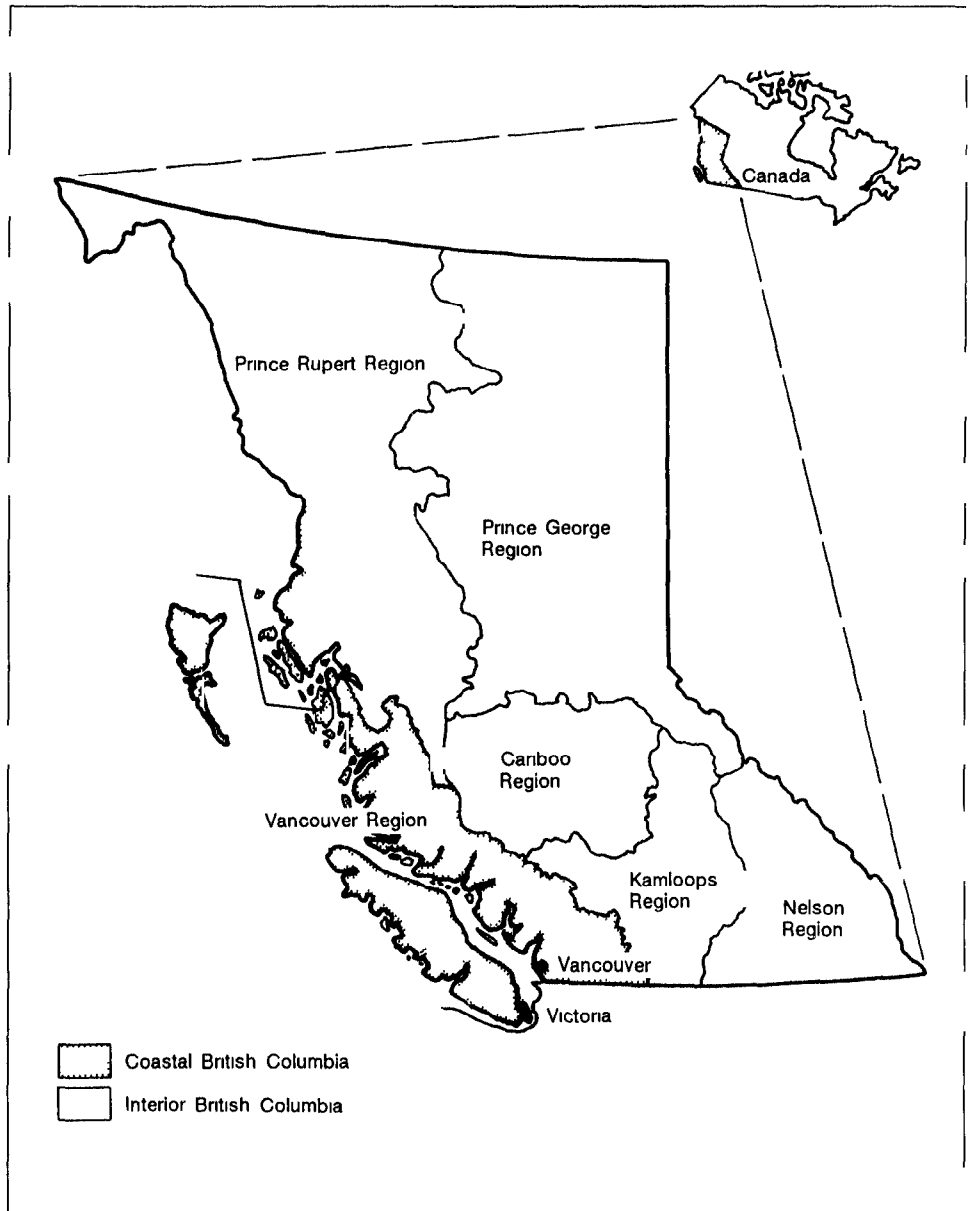 Canada
Prince Rupert Region
Prince George
Region
Cariboo
Region
Vancouver Region
Kamloops
Region
Nelson
Region
Vancouver
Victoria
Coastal British Columbia
Interior British Columbia